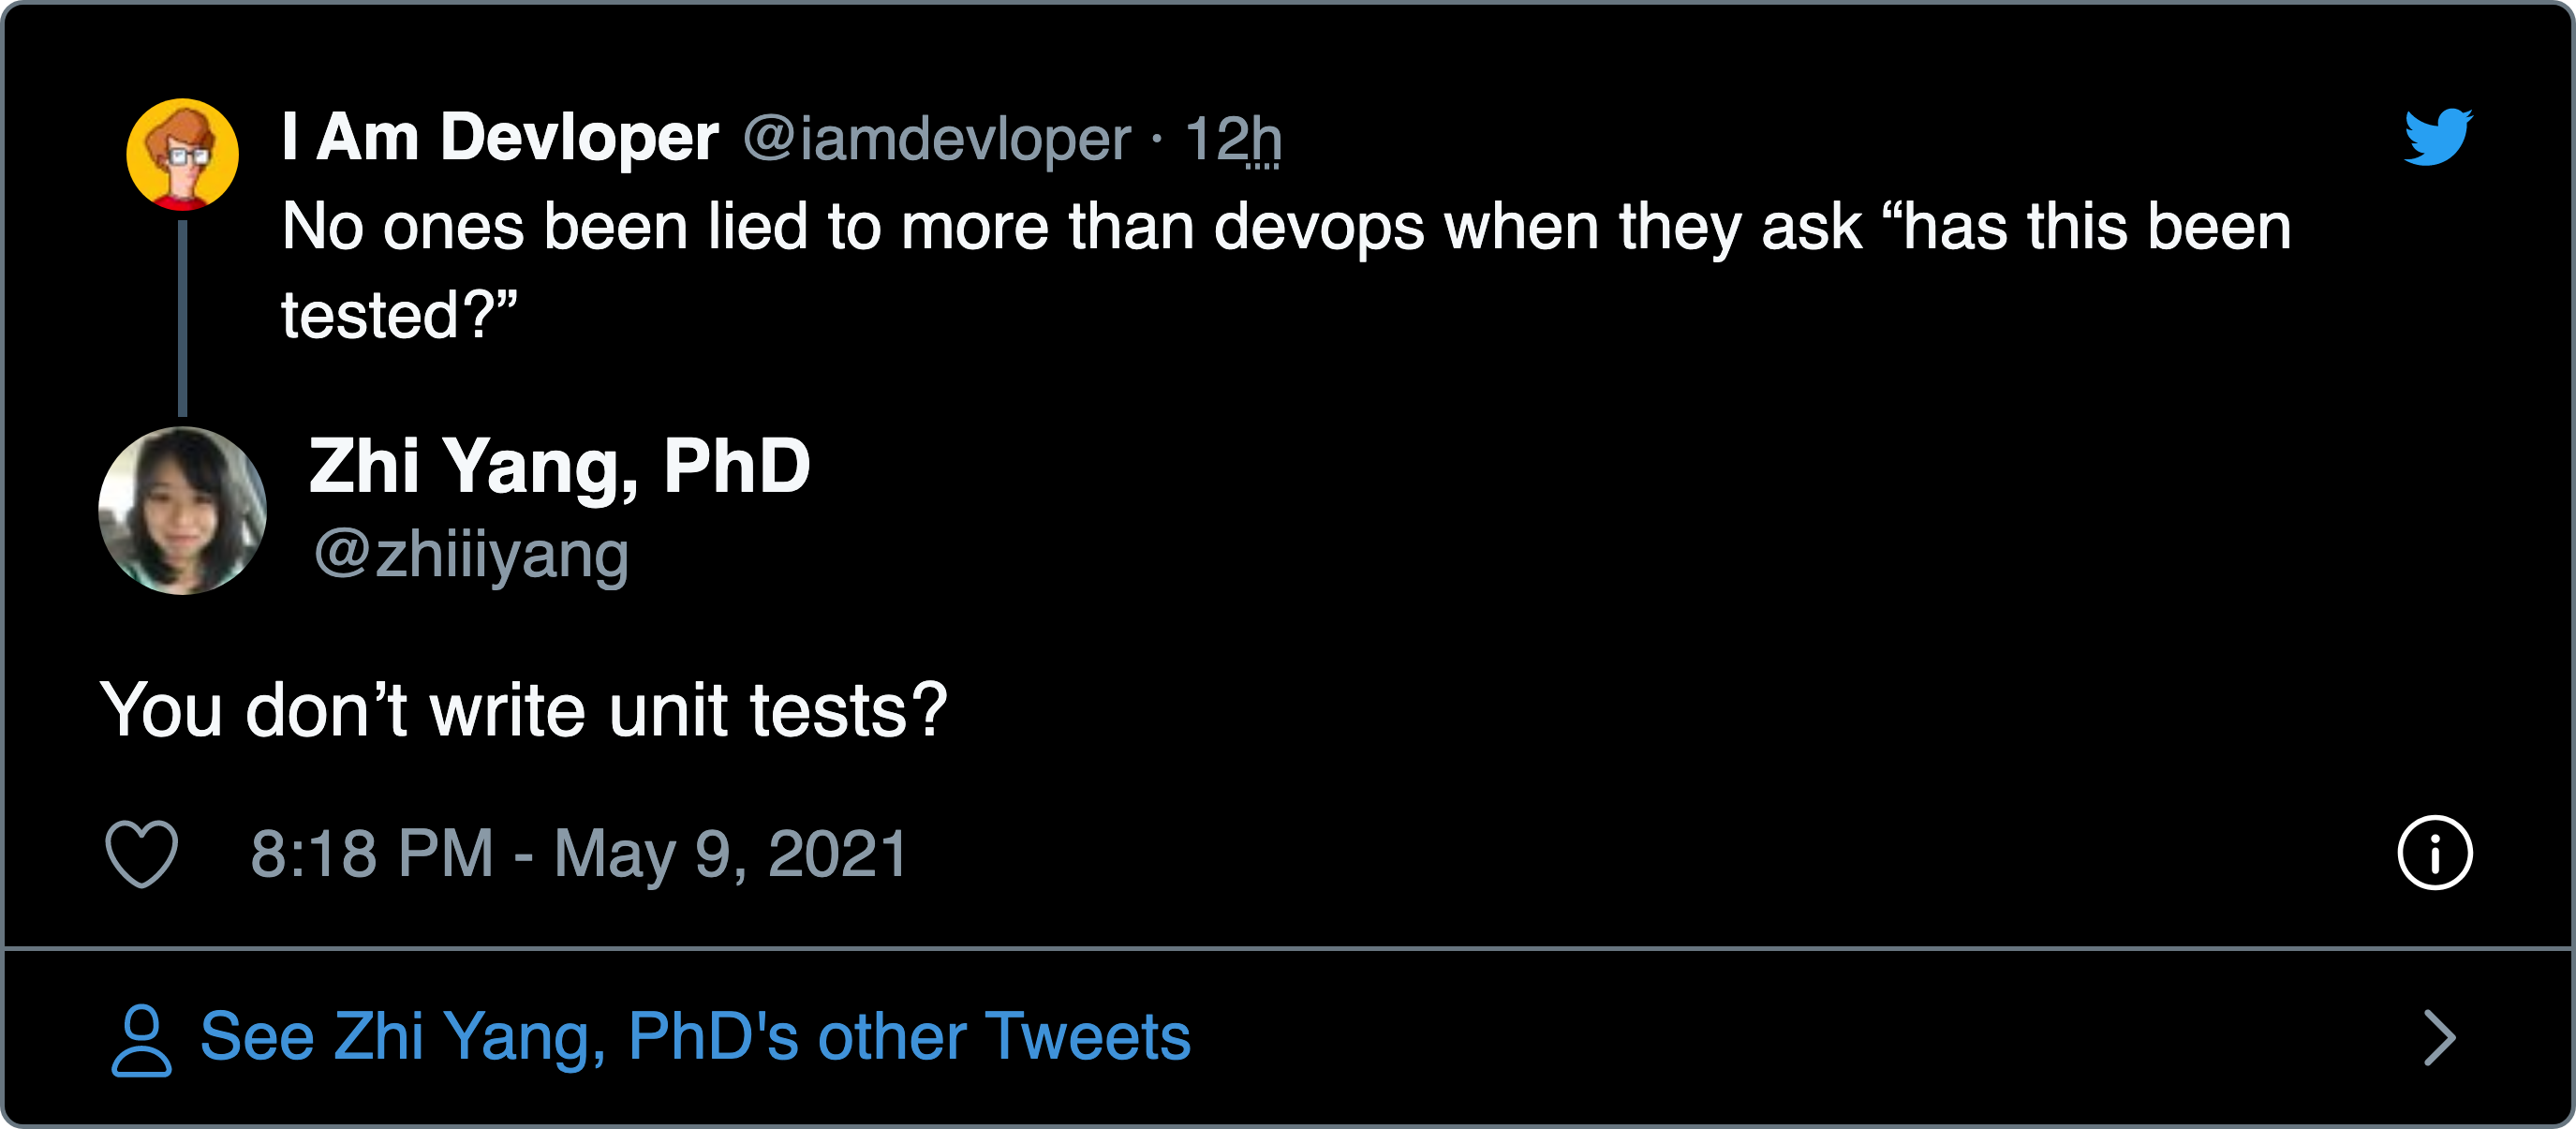 I Am Devloper @iamdevloper · 12h
No ones been lied to more than devops when they ask “has this been
tested?”
Zhi Yang, PhD
@zhiiiyang
You don’t write unit tests?
8:18 PM - May 9, 2021
See Zhi Yang, PhD's other Tweets